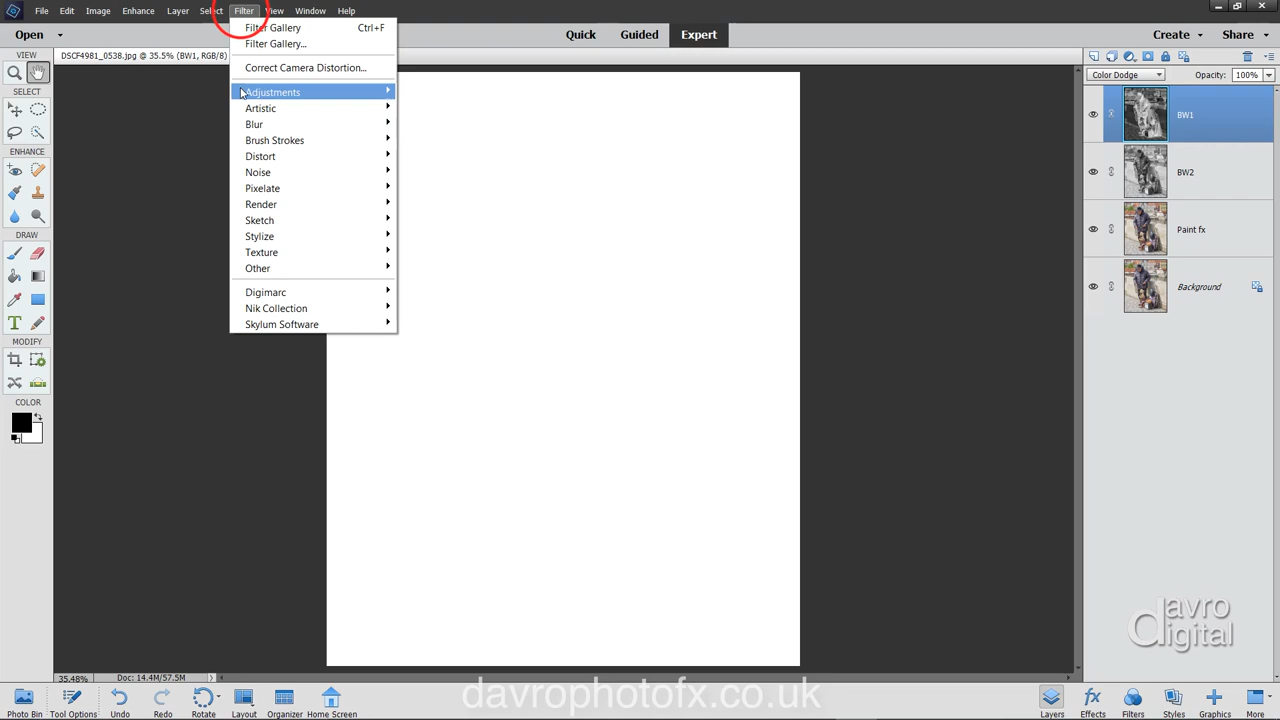 File Edit Image Enhance Layer Select Filter View Window Help
Open Quick Guided Expert Create Share
VIEW
DSCF4981_0538.jpg @ 35.5% (BW1, RGB/8)
Filter Gallery Ctrl+F
Filter Gallery...
Correct Camera Distortion...
Adjustments
Artistic
Blur
Brush Strokes
Distort
Noise
Pixelate
Render
Sketch
Stylize
Texture
Other
Digimarc
Nik Collection
Skylum Software
SELECT
ENHANCE
DRAW
MODIFY
COLOR
Dodge Opacity: 100%
BW1
BW2
Paint fx
Background
davro
digital
35.48% Doc: 14.4M/57.5M
davrophotofx.co.uk
Photo Bin Tool Options Undo Redo Rotate Layout Organizer Home Screen Layers Effects Filters Styles Graphics More